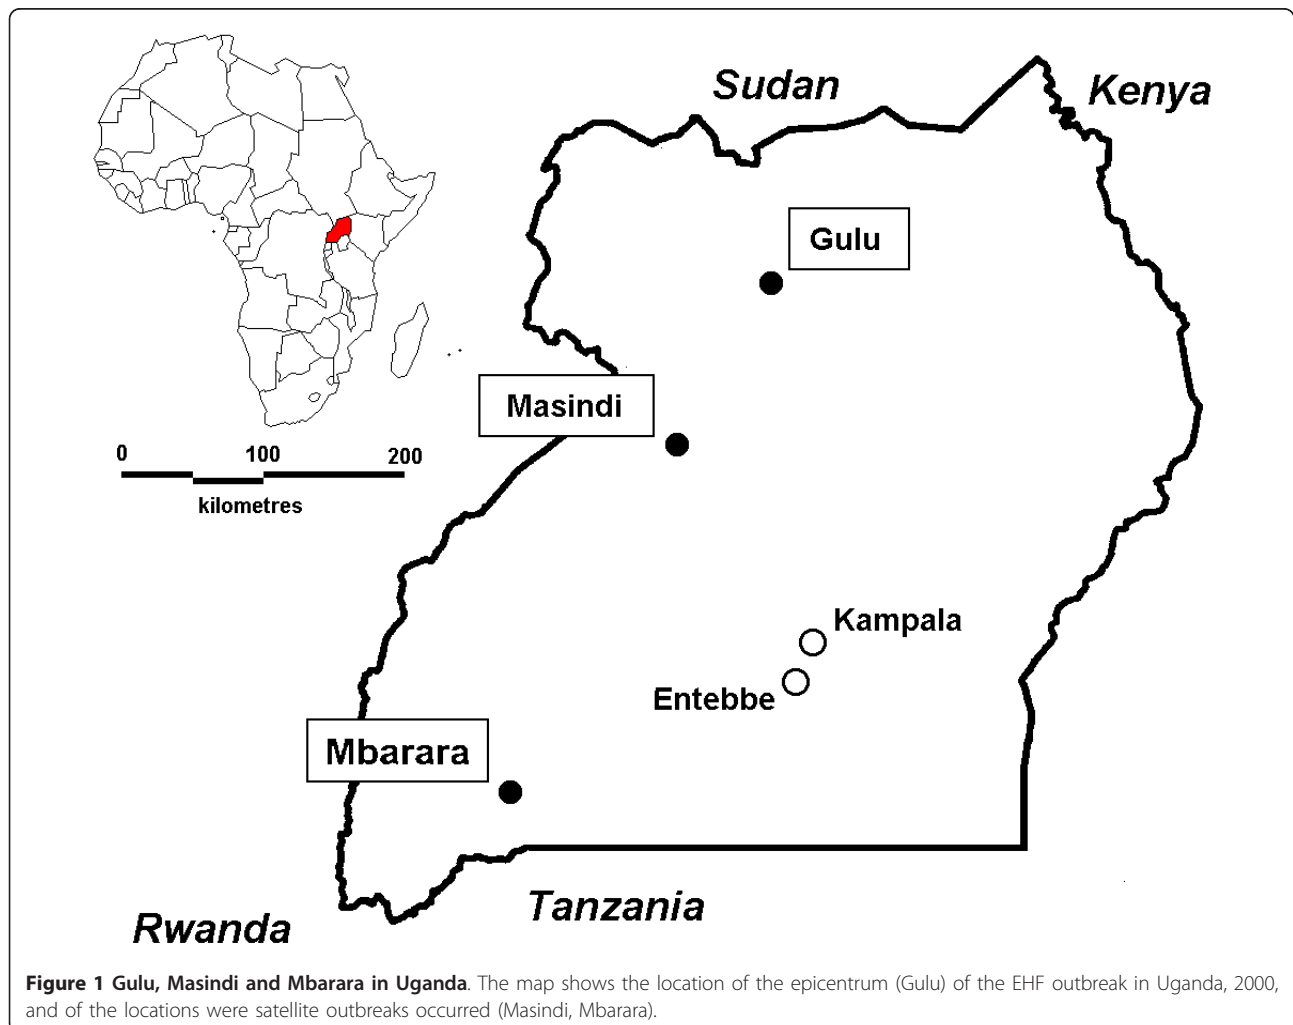 Sudan
Kenya
Gulu
Masindi
0 100 200
kilometres
Kampala
Entebbe
Mbarara
Tanzania
Rwanda
Figure 1 Gulu, Masindi and Mbarara in Uganda. The map shows the location of the epicentrum (Gulu) of the EHF outbreak in Uganda, 2000,
and of the locations were satellite outbreaks occurred (Masindi, Mbarara).